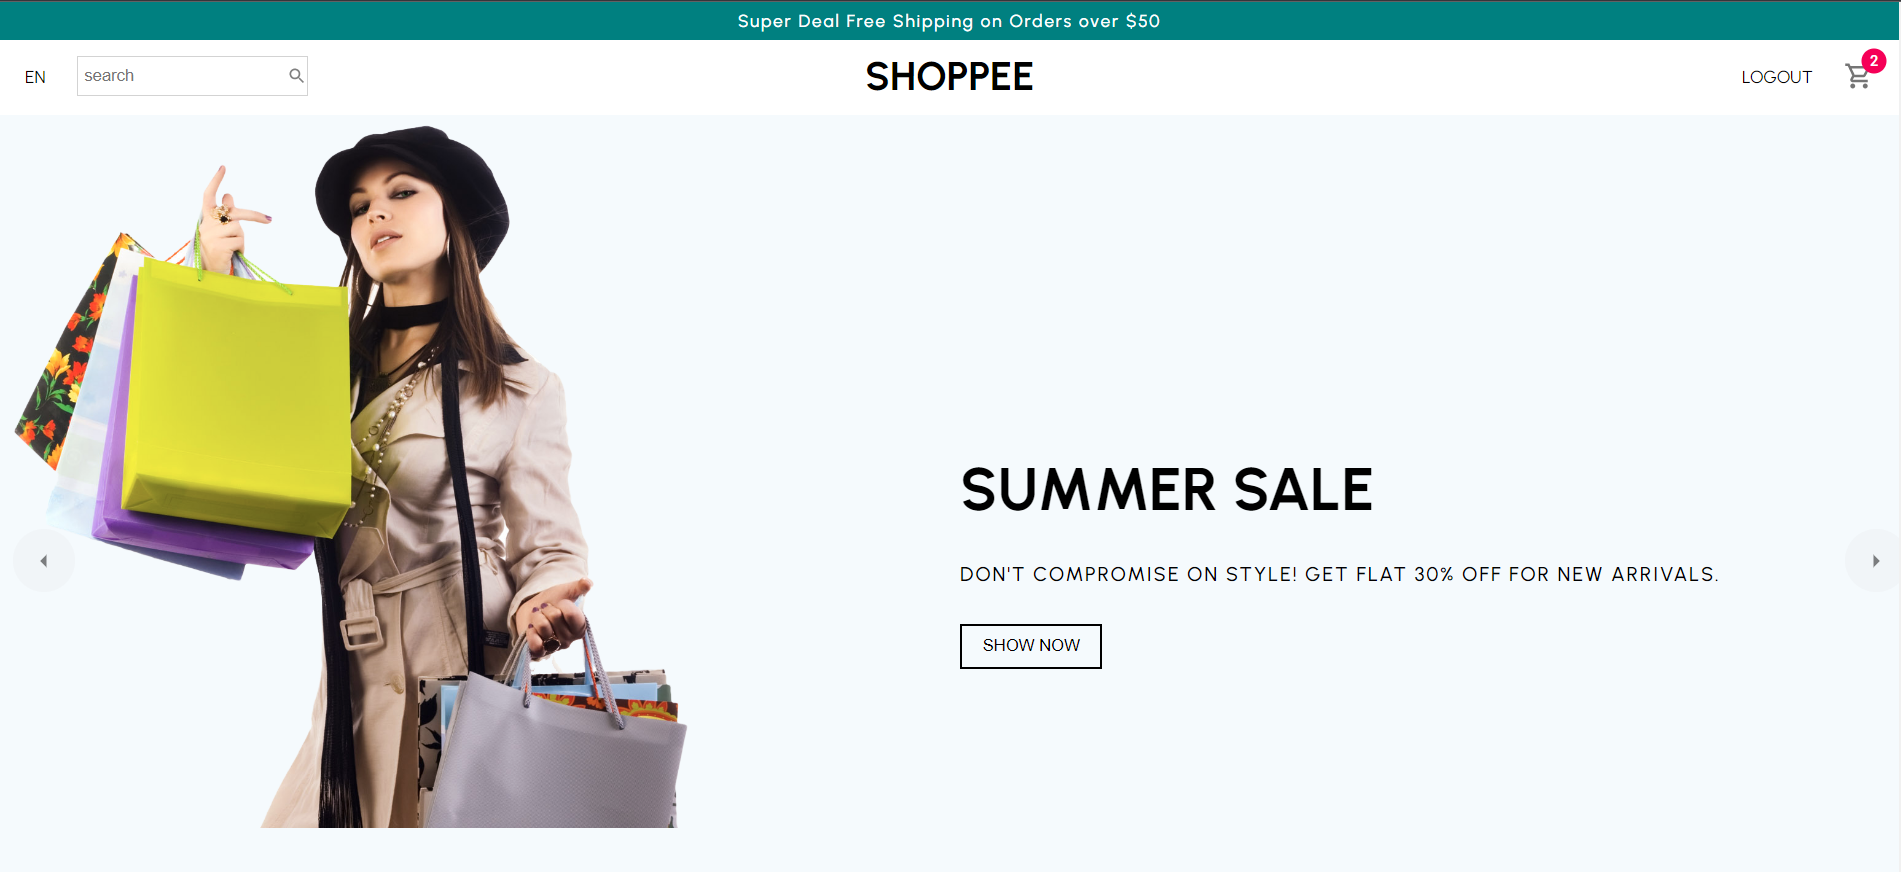 Super Deal Free Shipping on Orders over $50
EN
search
SHOPPEE
LOGOUT
2
SUMMER SALE
DON'T COMPROMISE ON STYLE! GET FLAT 30% OFF FOR NEW ARRIVALS.
SHOW NOW